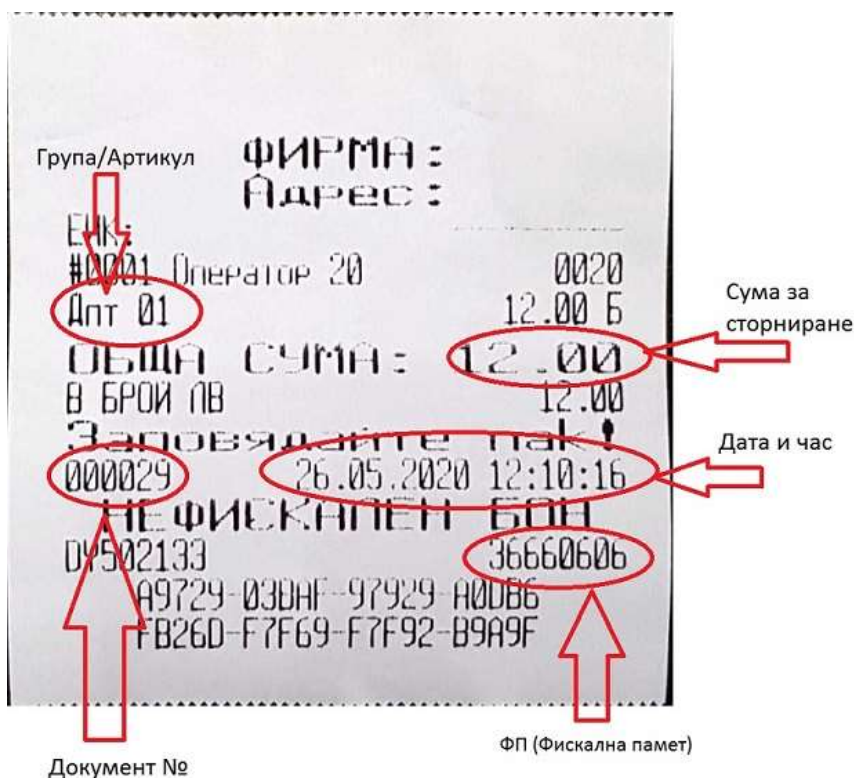 ФИРМА:
Група/Артикул
Адрес:
ЕИК:
#0001 Оператор 20 0020
Дпт 01 12.00 Б
Сума за
сторниране
ОБЩА СУМА: 12.00
В БРОЙ ЛВ 12.00
Заповядайте пак!
Дата и час
000029 26.05.2020 12:10:16
НЕФИСКАЛЕН БОН
DY502133 36660606
A9729-03DAF-97929-A0DB6
FB26D-F7F69-F7F92-B9A9F
ФП (Фискална памет)
Документ №